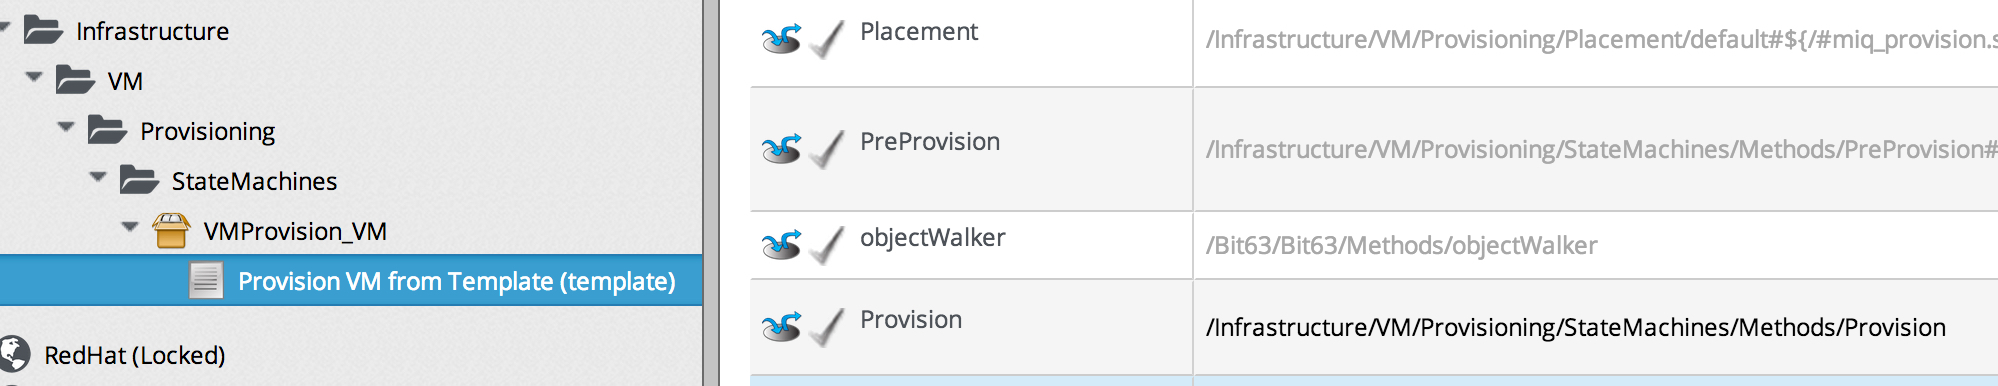 Infrastructure
VM
Provisioning
StateMachines
VMProvision_VM
Provision VM from Template (template)
RedHat (Locked)
Placement
/Infrastructure/VM/Provisioning/Placement/default#${/#miq_provision.s
PreProvision
/Infrastructure/VM/Provisioning/StateMachines/Methods/PreProvision#
objectWalker
/Bit63/Bit63/Methods/objectWalker
Provision
/Infrastructure/VM/Provisioning/StateMachines/Methods/Provision